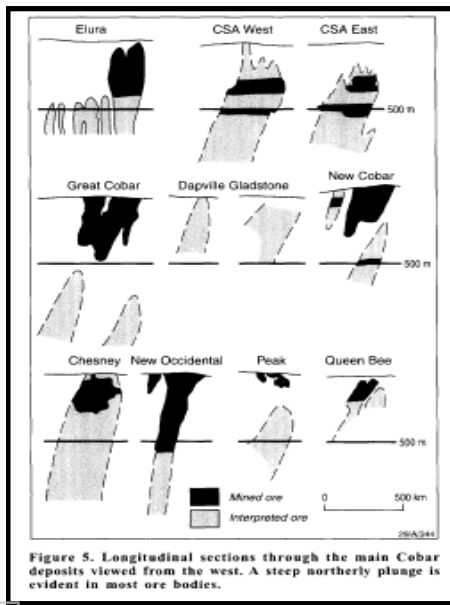 Elura CSA West CSA East
500 m
Great Cobar Dapville Gladstone New Cobar
500 m
Chesney New Occidental Peak Queen Bee
500 m
Mined ore
Interpreted ore
0 500 km
29/A/344
Figure 5. Longitudinal sections through the main Cobar
deposits viewed from the west. A steep northerly plunge is
evident in most ore bodies.